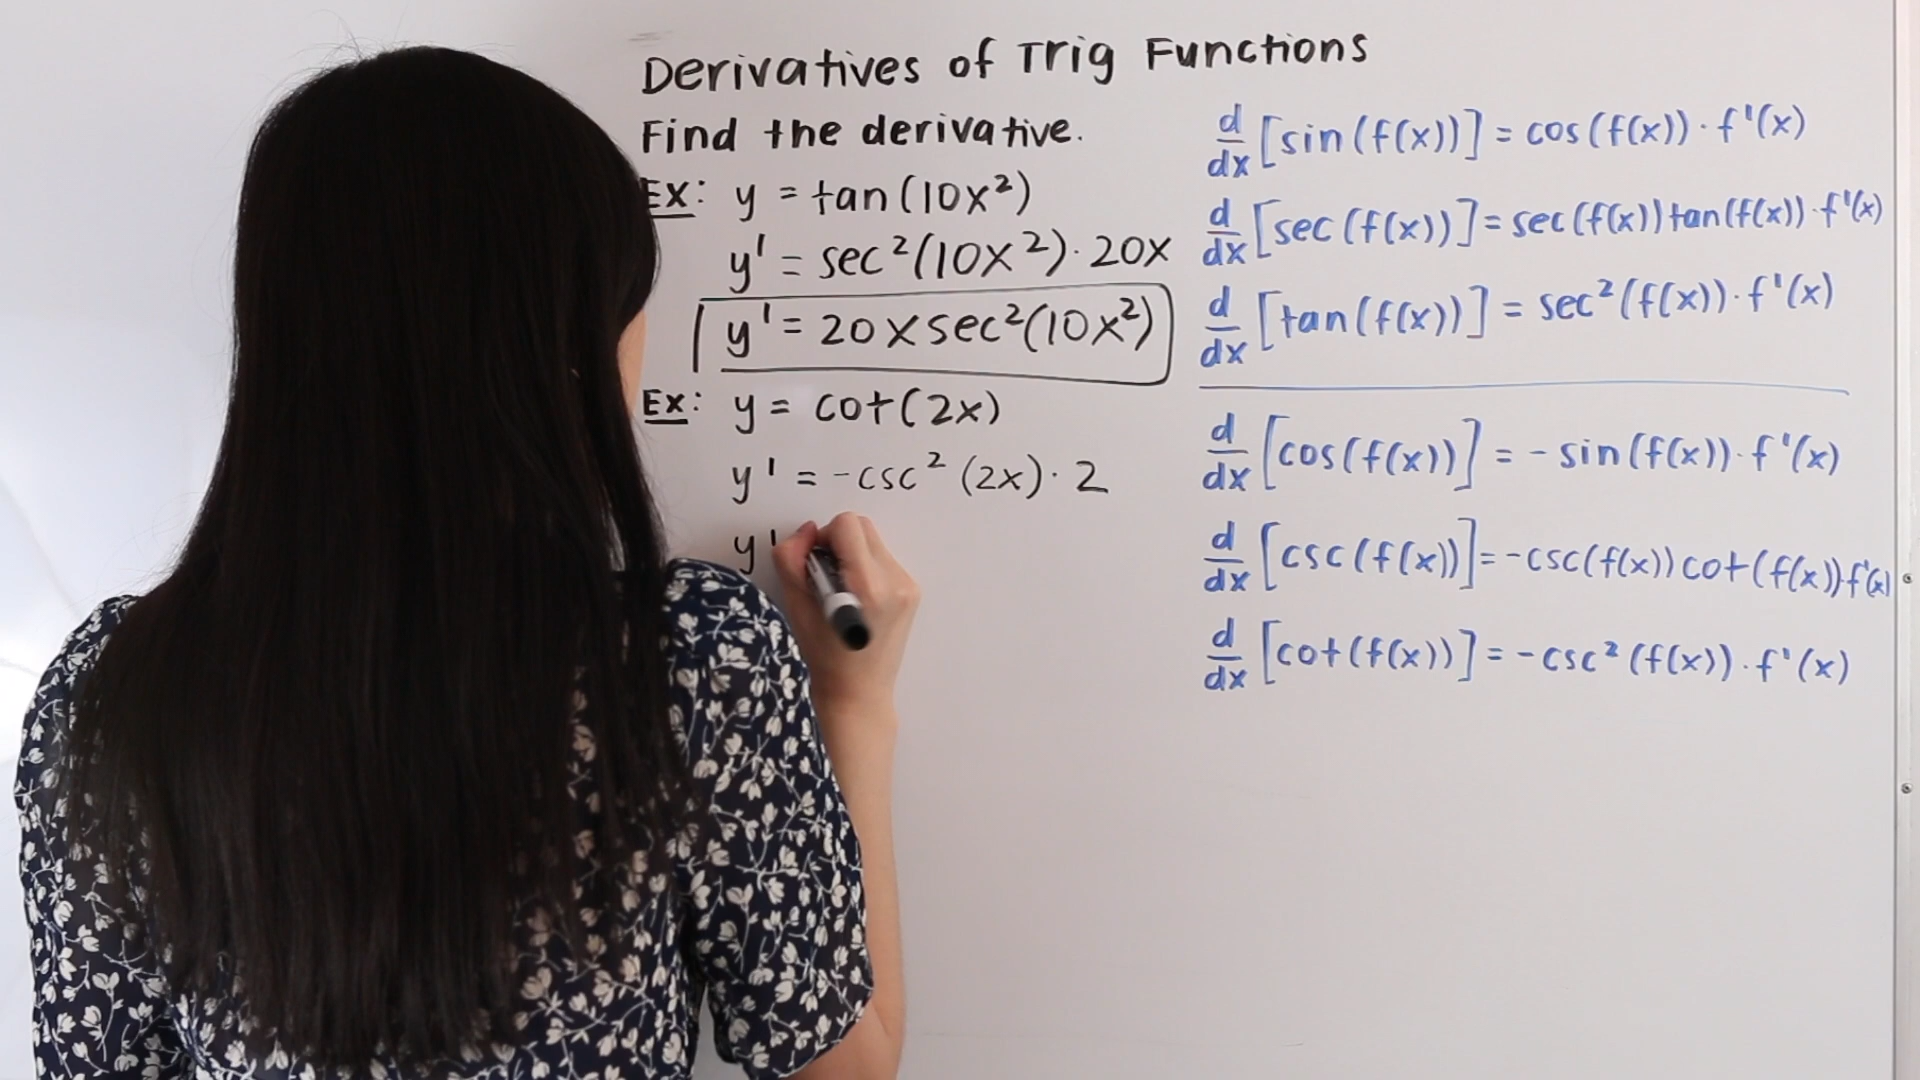 Derivatives of Trig Functions
Find the derivative.
Ex: y = tan(10x²)
y' = sec²(10x²)·20x
y' = 20x sec²(10x²)
Ex: y = cot(2x)
y' = -csc²(2x)·2
y'
d/dx [sin(f(x))] = cos(f(x))·f'(x)
d/dx [sec(f(x))] = sec(f(x))tan(f(x))·f'(x)
d/dx [tan(f(x))] = sec²(f(x))·f'(x)
d/dx [cos(f(x))] = -sin(f(x))·f'(x)
d/dx [csc(f(x))] = -csc(f(x))cot(f(x))·f'(x)
d/dx [cot(f(x))] = -csc²(f(x))·f'(x)